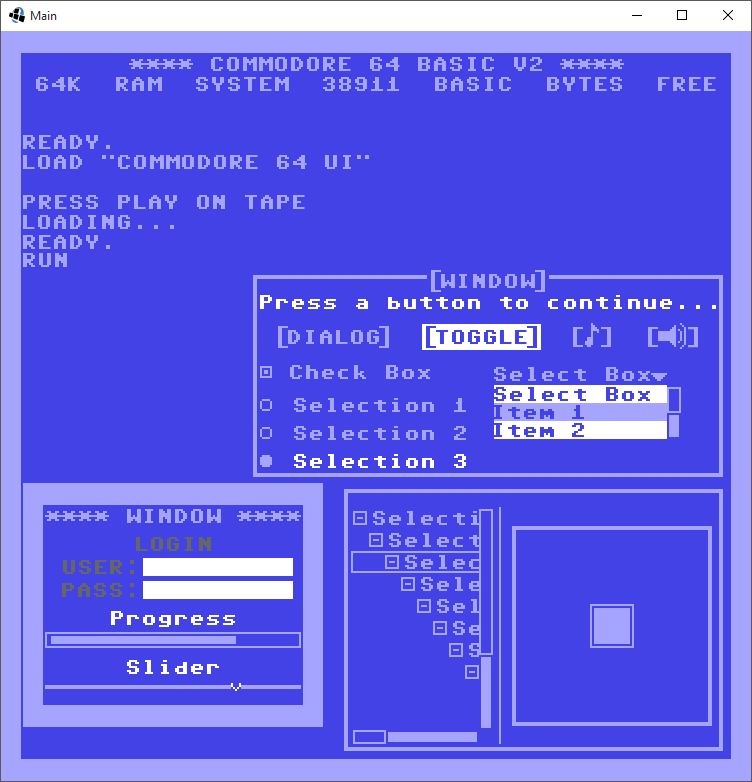 Main
**** COMMODORE 64 BASIC V2 ****
64K RAM SYSTEM 38911 BASIC BYTES FREE
READY.
LOAD "COMMODORE 64 UI"
PRESS PLAY ON TAPE
LOADING...
READY.
RUN
[WINDOW]
Press a button to continue...
[DIALOG] [TOGGLE] [♪] [🔊]
Check Box
Select Box
Select Box
Item 1
Item 2
Selection 1
Selection 2
Selection 3
**** WINDOW ****
LOGIN
USER:
PASS:
Progress
Slider
Selecti
Select
Selec
Sele
Sel
Se
S